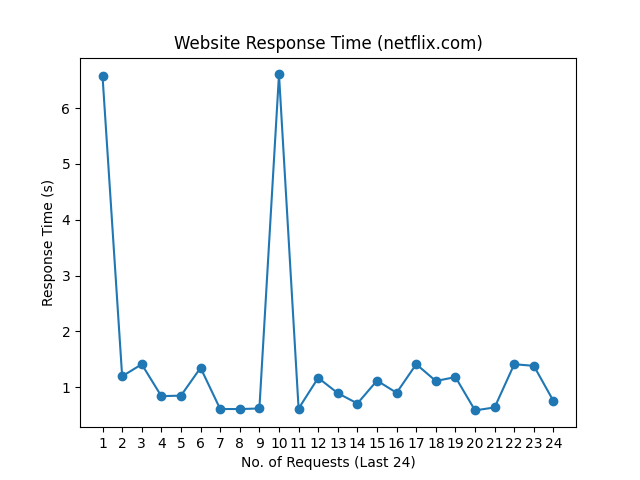 Website Response Time (netflix.com)
Response Time (s)
6
5
4
3
2
1
1 2 3 4 5 6 7 8 9 10 11 12 13 14 15 16 17 18 19 20 21 22 23 24
No. of Requests (Last 24)